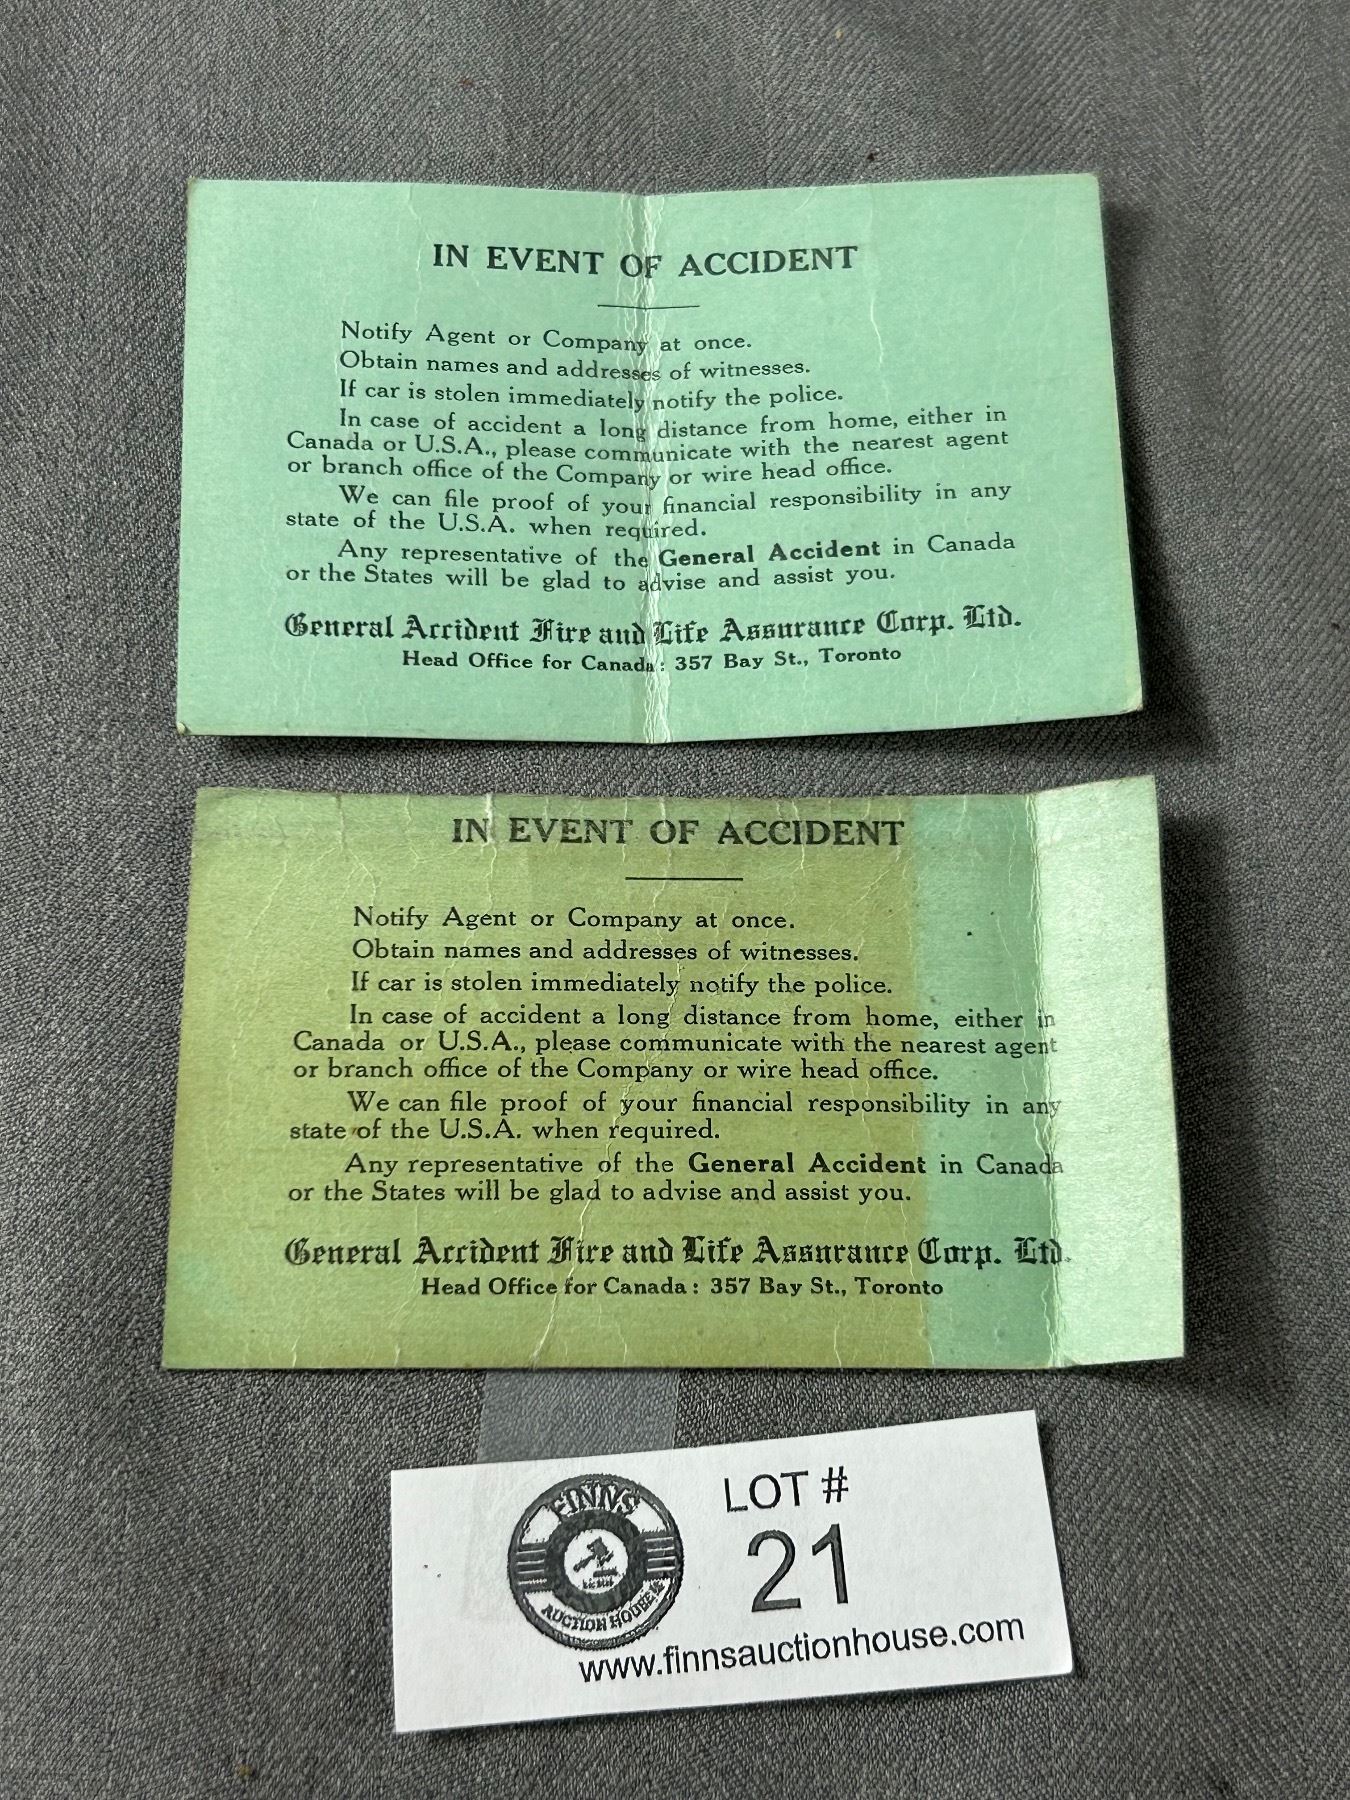 IN EVENT OF ACCIDENT
Notify Agent or Company at once.
Obtain names and addresses of witnesses.
If car is stolen immediately notify the police.
In case of accident a long distance from home, either in
Canada or U.S.A., please communicate with the nearest agent
or branch office of the Company or wire head office.
We can file proof of your financial responsibility in any
state of the U.S.A. when required.
Any representative of the General Accident in Canada
or the States will be glad to advise and assist you.
General Accident Fire and Life Assurance Corp. Ltd.
Head Office for Canada: 357 Bay St., Toronto
IN EVENT OF ACCIDENT
Notify Agent or Company at once.
Obtain names and addresses of witnesses.
If car is stolen immediately notify the police.
In case of accident a long distance from home, either in
Canada or U.S.A., please communicate with the nearest agent
or branch office of the Company or wire head office.
We can file proof of your financial responsibility in any
state of the U.S.A. when required.
Any representative of the General Accident in Canada
or the States will be glad to advise and assist you.
General Accident Fire and Life Assurance Corp. Ltd.
Head Office for Canada: 357 Bay St., Toronto
FINNS
AUCTION HOUSE
LOT #
21
www.finnsauctionhouse.com